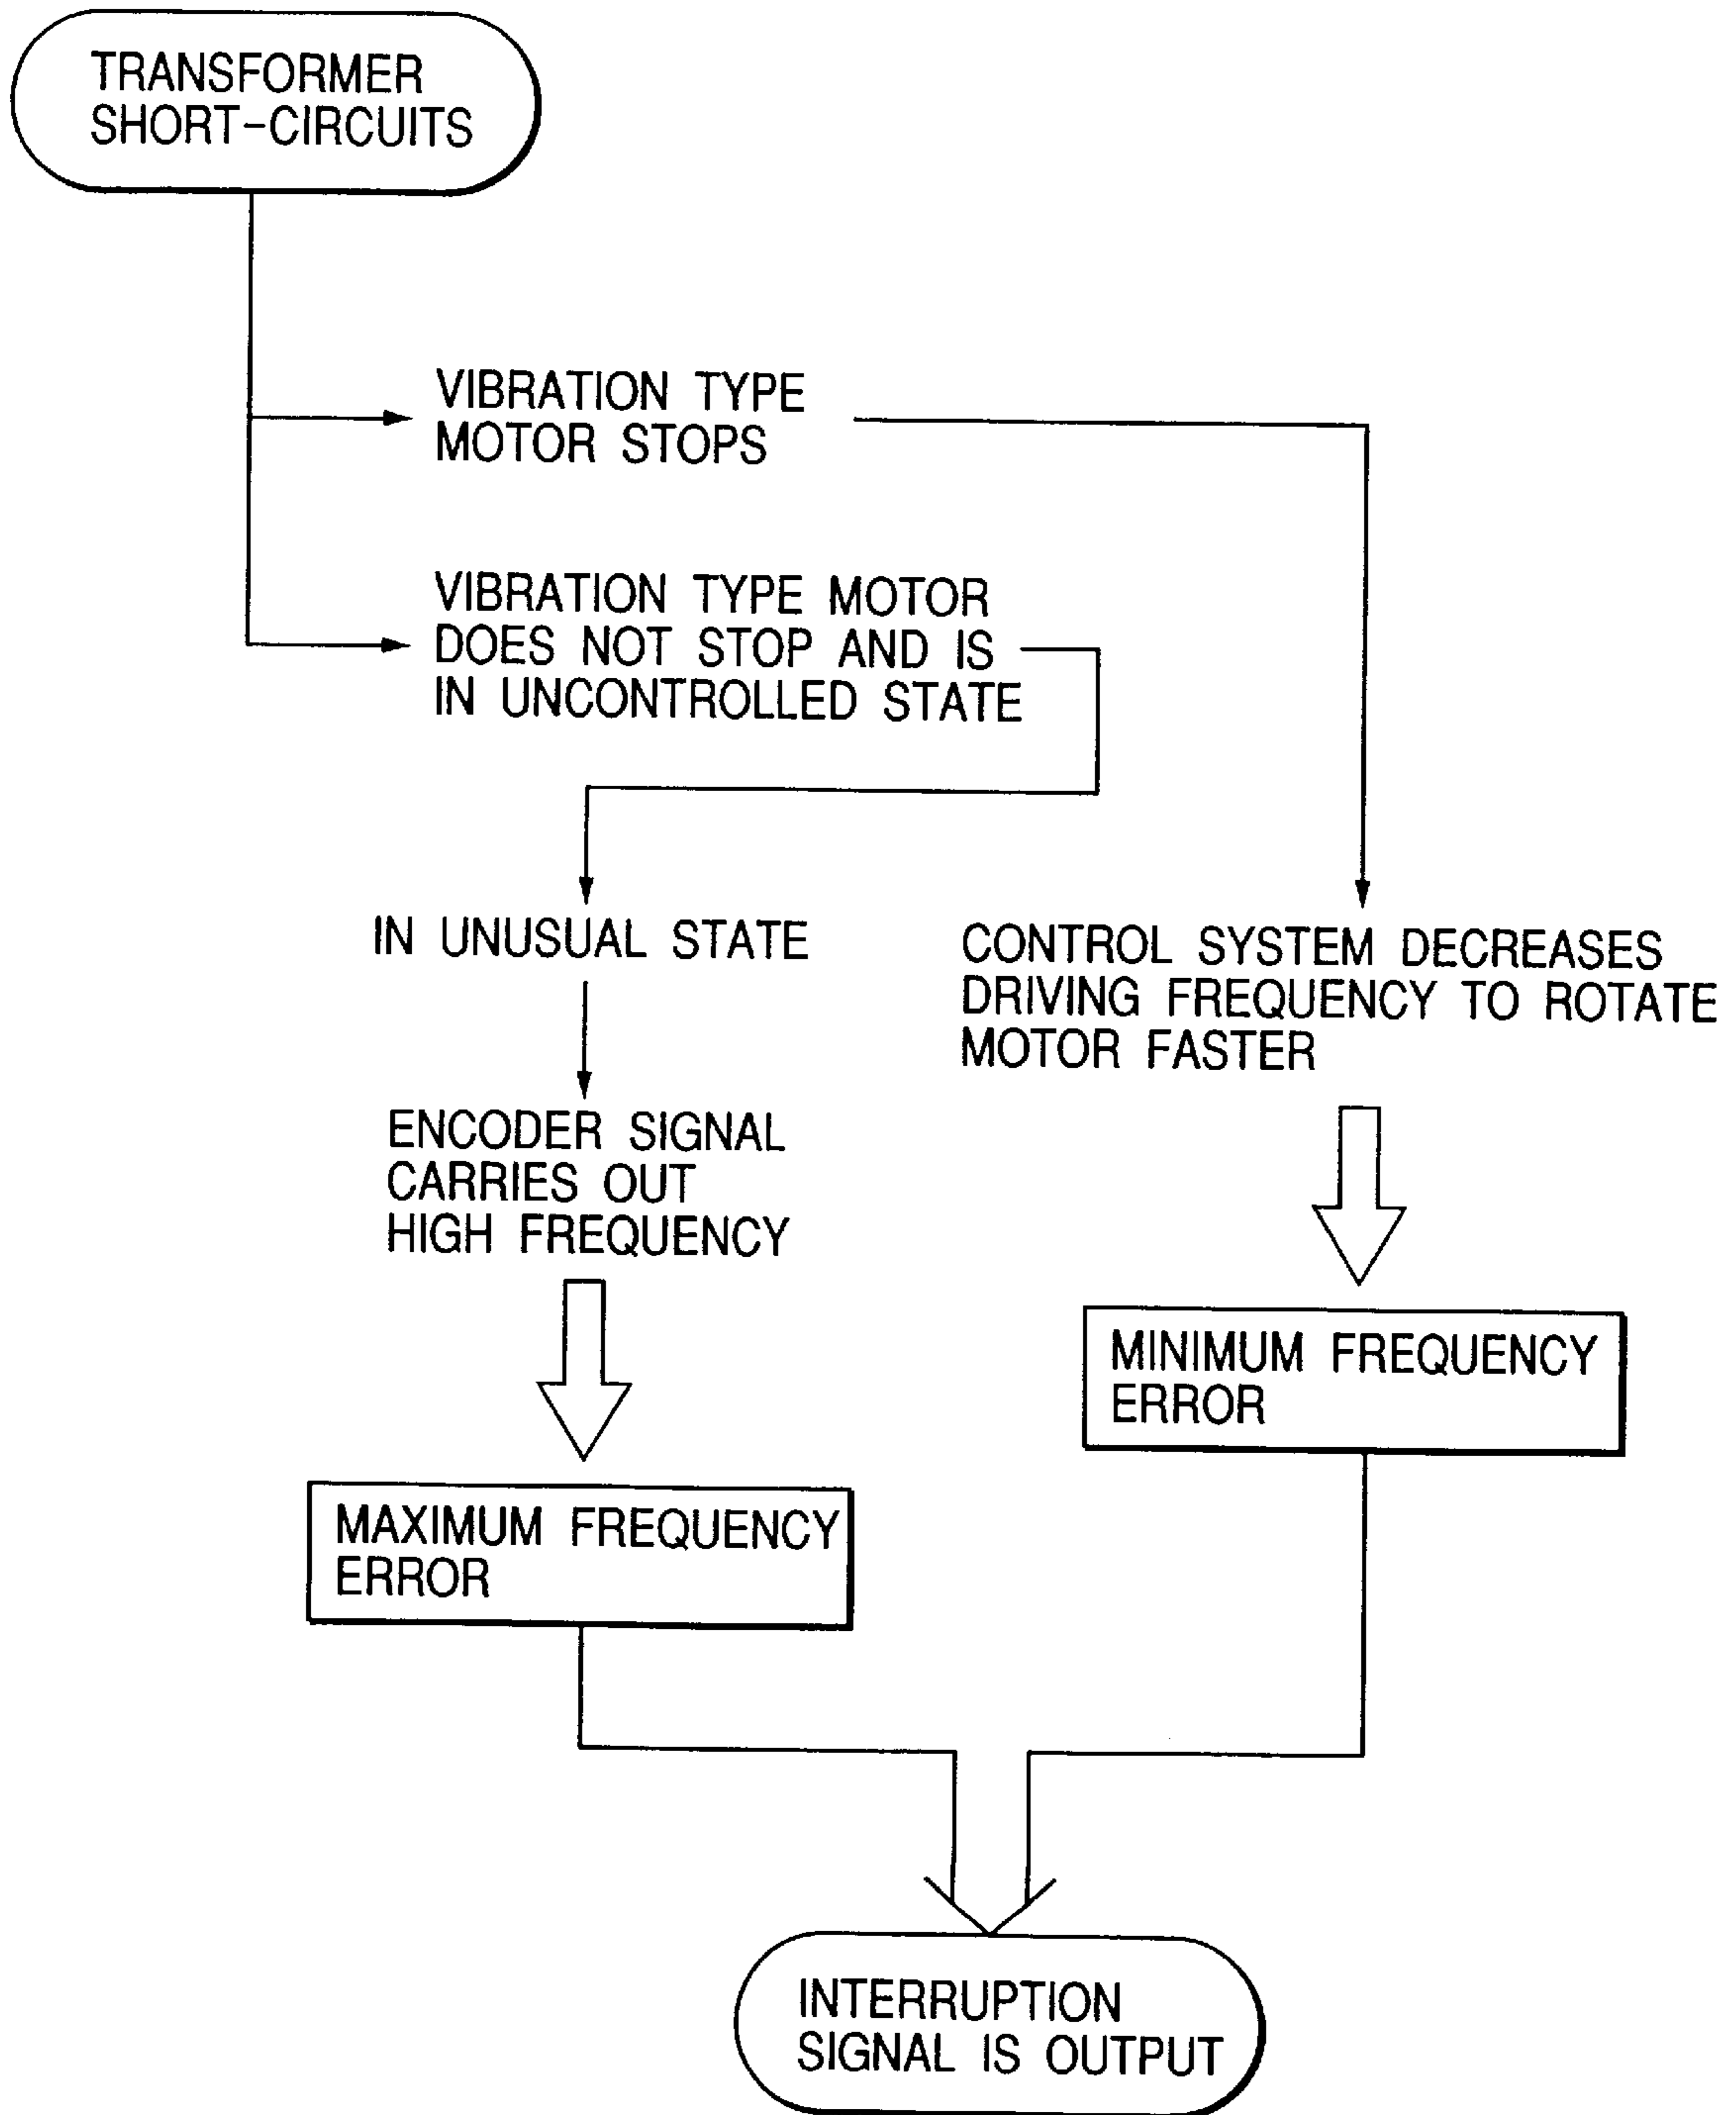 TRANSFORMER
SHORT-CIRCUITS
VIBRATION TYPE
MOTOR STOPS
VIBRATION TYPE MOTOR
DOES NOT STOP AND IS
IN UNCONTROLLED STATE
IN UNUSUAL STATE
CONTROL SYSTEM DECREASES
DRIVING FREQUENCY TO ROTATE
MOTOR FASTER
ENCODER SIGNAL
CARRIES OUT
HIGH FREQUENCY
MINIMUM FREQUENCY
ERROR
MAXIMUM FREQUENCY
ERROR
INTERRUPTION
SIGNAL IS OUTPUT